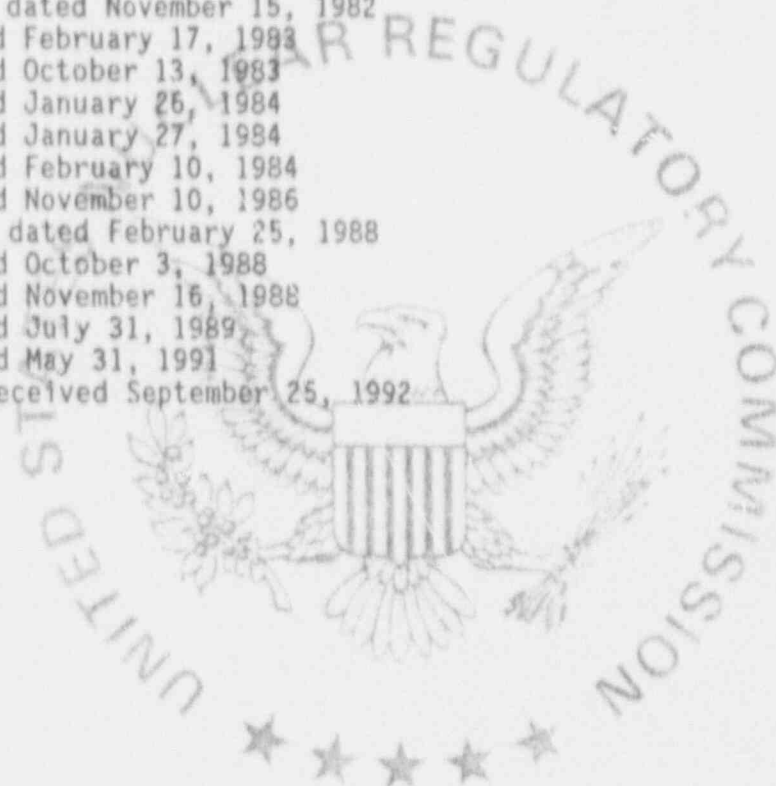 dated November 15, 1982
d February 17, 1983
d October 13, 1983
d January 26, 1984
d January 27, 1984
d February 10, 1984
d November 10, 1986
dated February 25, 1988
d October 3, 1988
d November 16, 1988
d July 31, 1989
d May 31, 1991
eceived September 25, 1992
UNITED STA AR REGULATORY COMMISSION